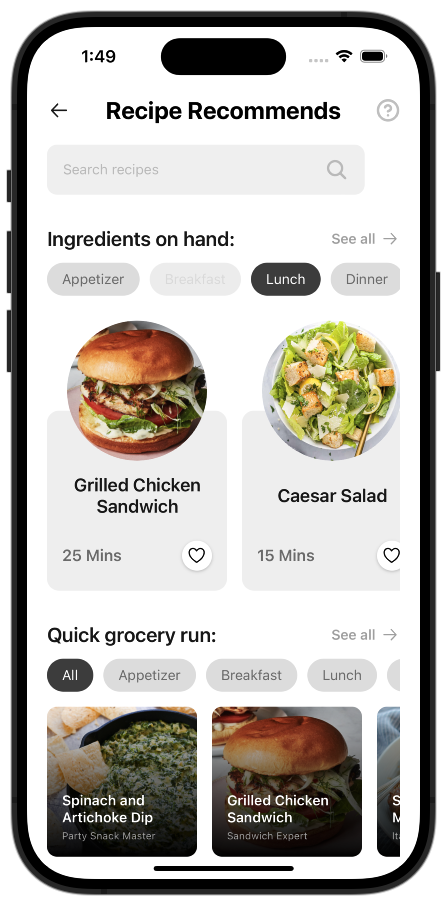 1:49
Recipe Recommends
Search recipes
Ingredients on hand:
See all
Appetizer
Breakfast
Lunch
Dinner
Grilled Chicken
Sandwich
Caesar Salad
25 Mins
15 Mins
Quick grocery run:
See all
All
Appetizer
Breakfast
Lunch
Spinach and
Artichoke Dip
Party Snack Master
Grilled Chicken
Sandwich
Sandwich Expert